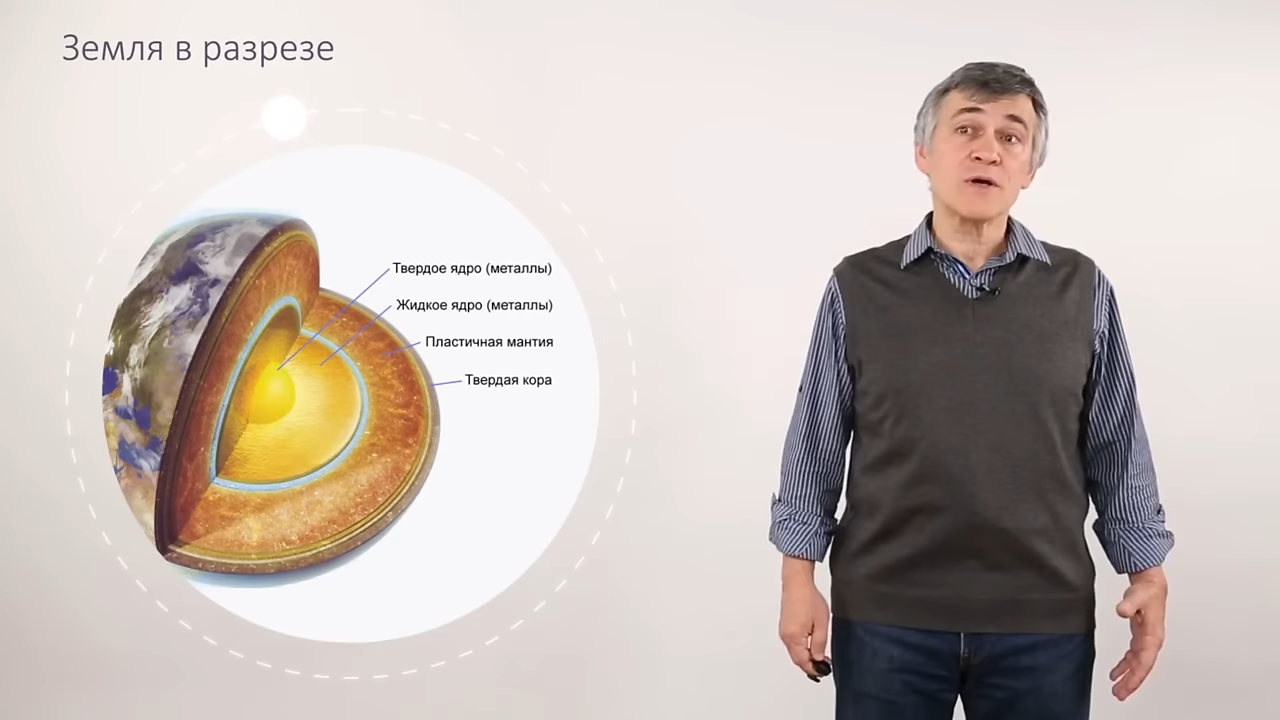 Земля в разрезе
Твердое ядро (металлы)
Жидкое ядро (металлы)
Пластичная мантия
Твердая кора